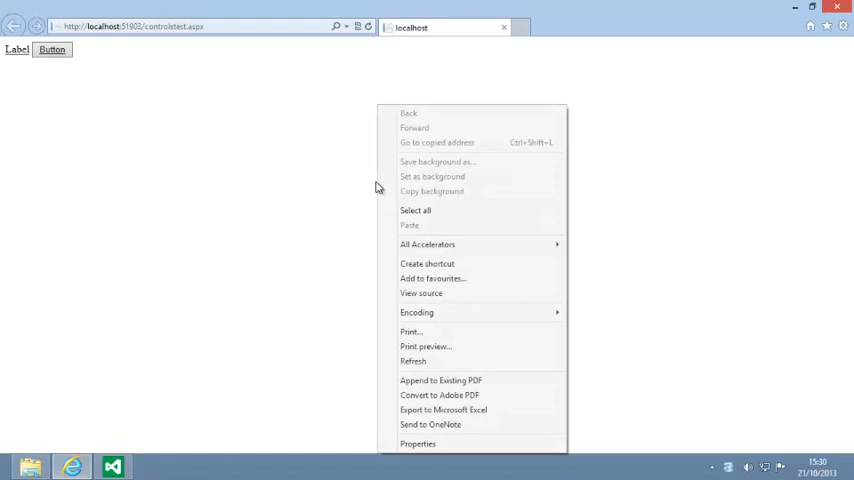 http://localhost:51903/controlstest.aspx
localhost
Label
Button
Back
Forward
Go to copied address Ctrl+Shift+L
Save background as...
Set as background
Copy background
Select all
Paste
All Accelerators
Create shortcut
Add to favourites...
View source
Encoding
Print...
Print preview...
Refresh
Append to Existing PDF
Convert to Adobe PDF
Export to Microsoft Excel
Send to OneNote
Properties
15:30
21/10/2013